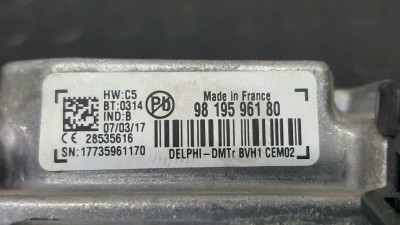 HW:C5
BT:0314
IND:B
07/03/17
CE 28535616
SN:17735961170
Made in France
98 195 961 80
DELPHI-DMTr BVH1 CEM02